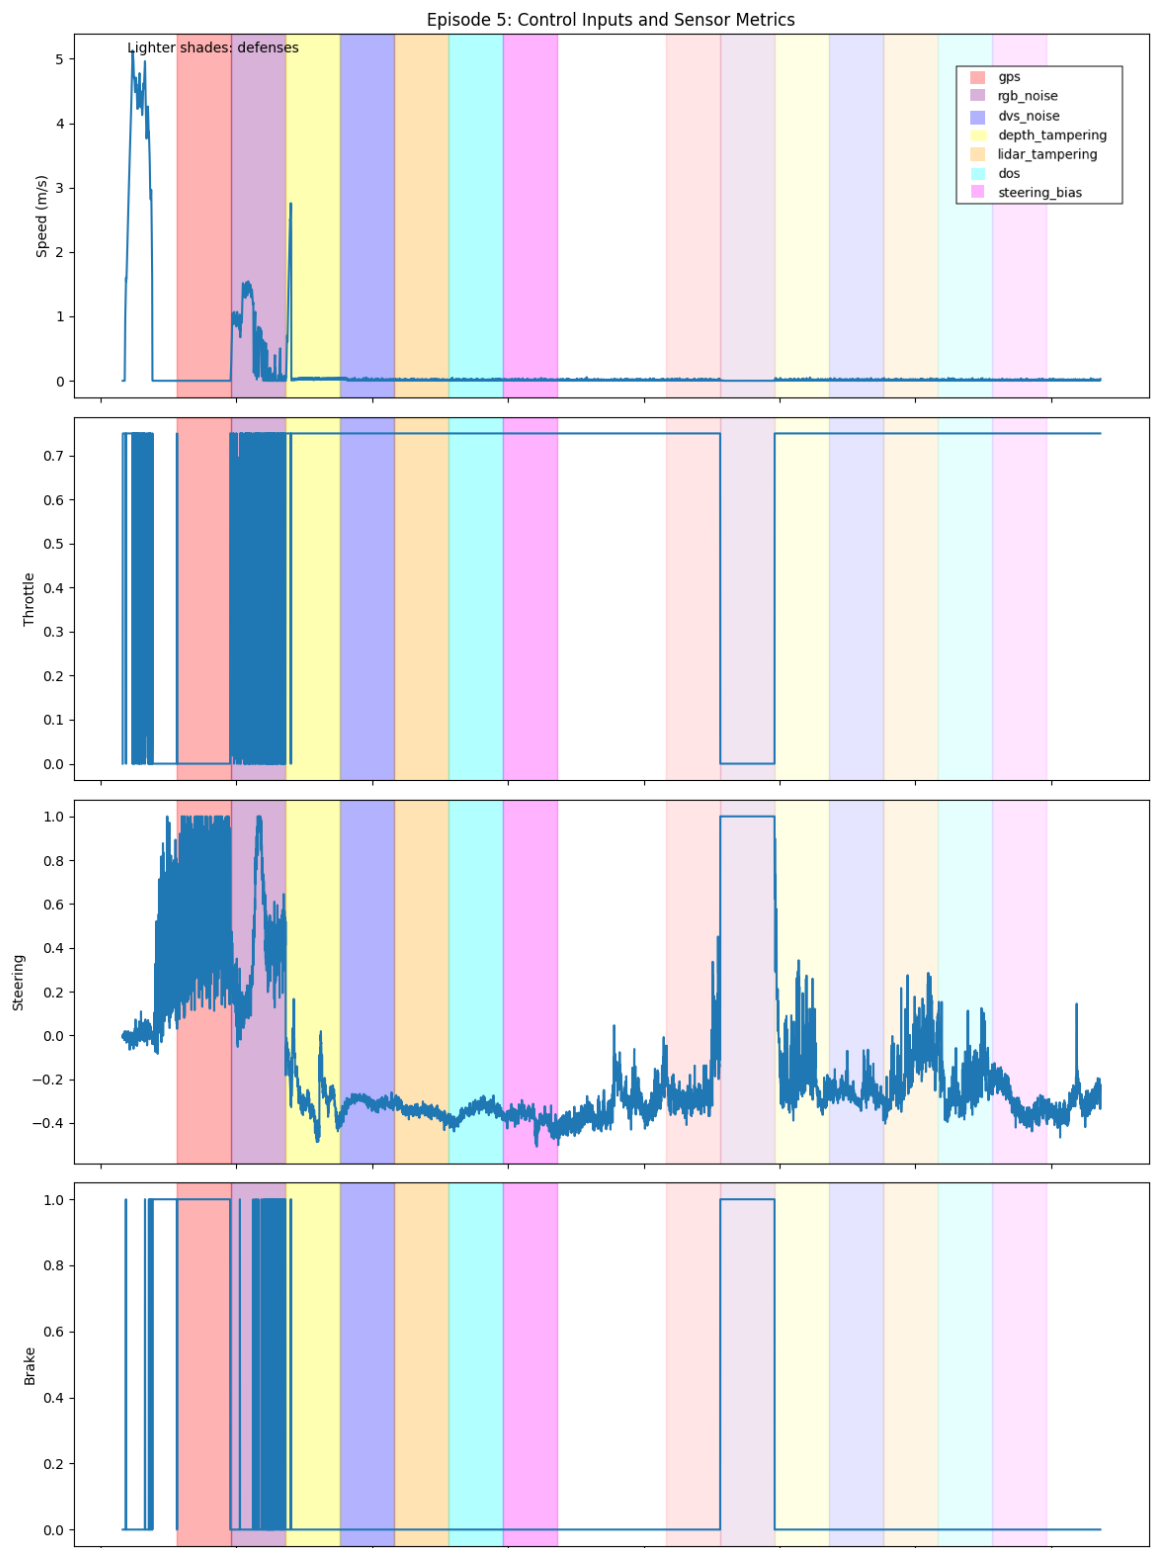 Episode 5: Control Inputs and Sensor Metrics
Lighter shades: defenses
gps
rgb_noise
dvs_noise
depth_tampering
lidar_tampering
dos
steering_bias
Speed (m/s)
5
4
3
2
1
0
Throttle
0.7
0.6
0.5
0.4
0.3
0.2
0.1
0.0
Steering
1.0
0.8
0.6
0.4
0.2
0.0
−0.2
−0.4
Brake
1.0
0.8
0.6
0.4
0.2
0.0